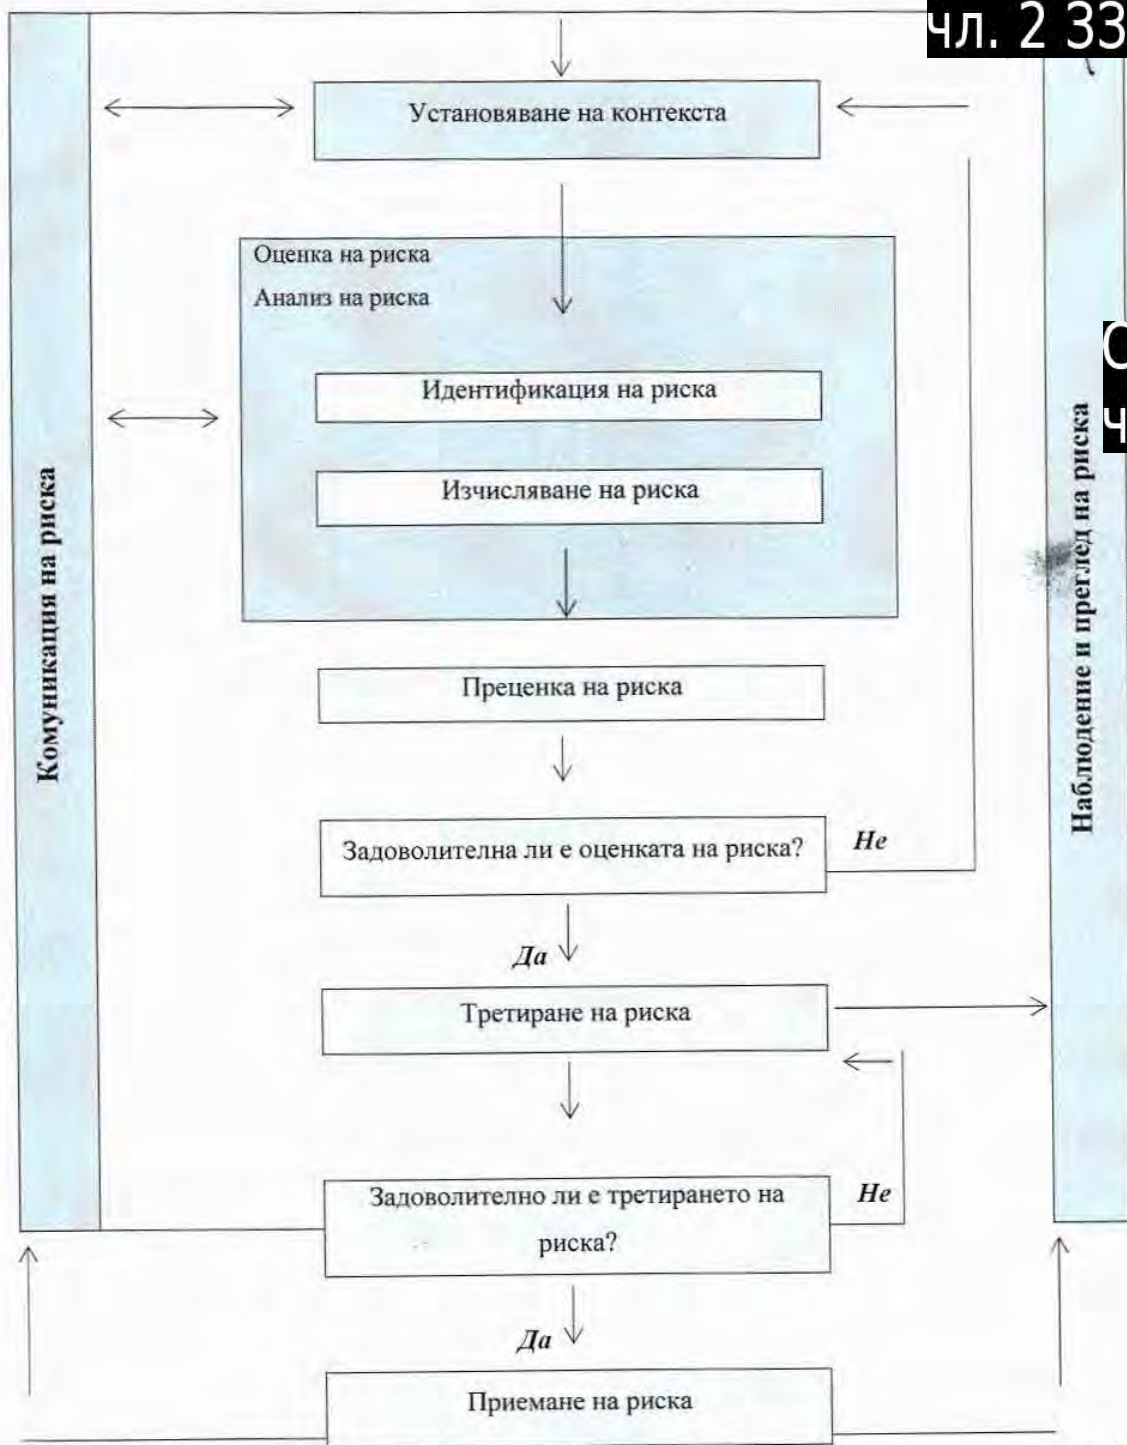 чл. 2 33
Установяване на контекста
Оценка на риска
Анализ на риска
Идентификация на риска
Изчисляване на риска
Преценка на риска
Задоволителна ли е оценката на риска?
Не
Да
Третиране на риска
Задоволително ли е третирането на
риска?
Не
Да
Приемане на риска
Комуникация на риска
Наблюдение и преглед на риска